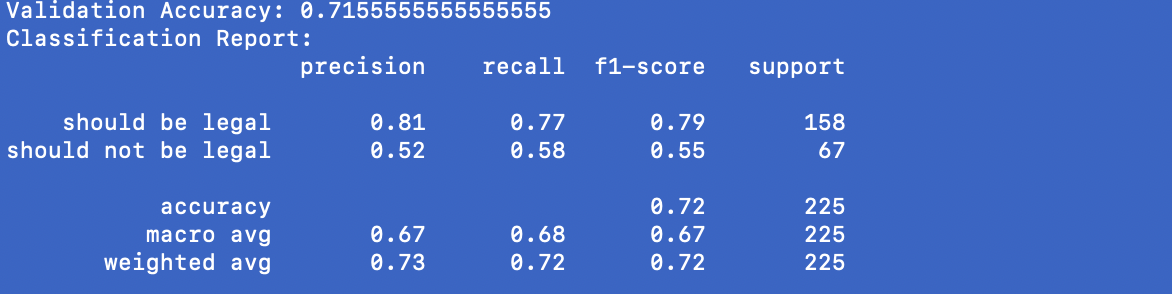 Validation Accuracy: 0.7155555555555555
Classification Report:
precision recall f1-score support
should be legal 0.81 0.77 0.79 158
should not be legal 0.52 0.58 0.55 67
accuracy 0.72 225
macro avg 0.67 0.68 0.67 225
weighted avg 0.73 0.72 0.72 225